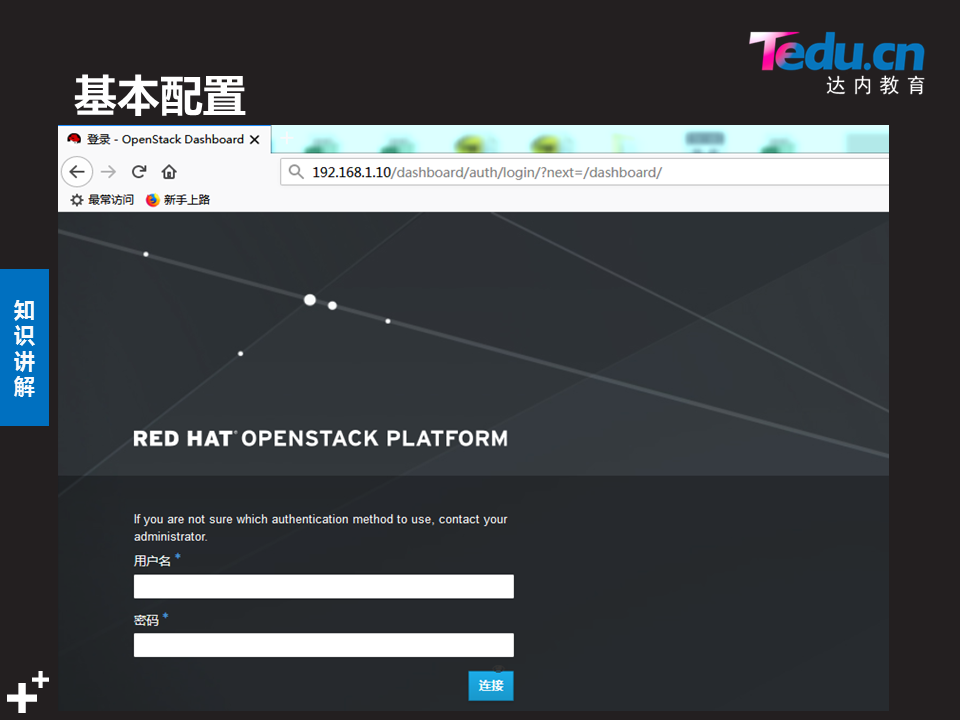 Tedu.cn
达内教育
基本配置
登录 - OpenStack Dashboard
192.168.1.10/dashboard/auth/login/?next=/dashboard/
最常访问 新手上路
知识讲解
RED HAT OPENSTACK PLATFORM
If you are not sure which authentication method to use, contact your
administrator.
用户名 *
密码 *
连接